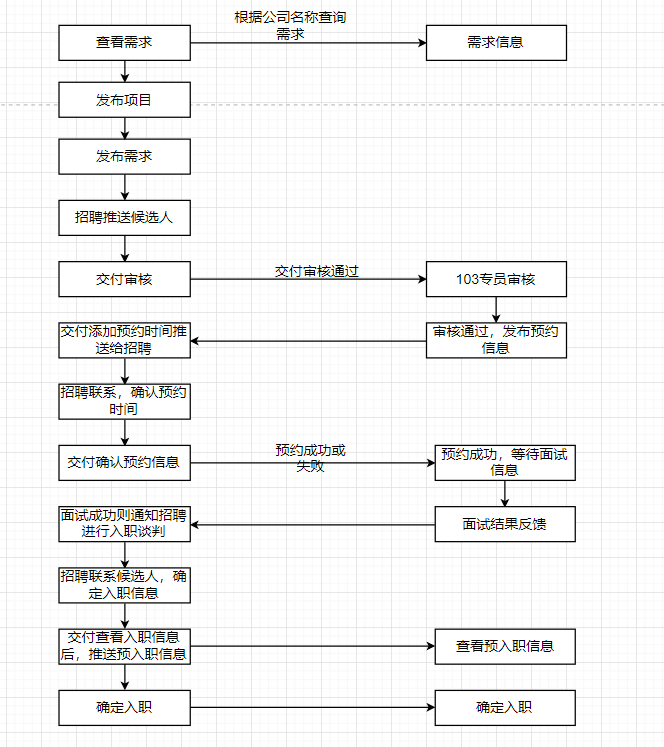 根据公司名称查询
需求
查看需求
需求信息
发布项目
发布需求
招聘推送候选人
交付审核
交付审核通过
103专员审核
交付添加预约时间推
送给招聘
审核通过，发布预约
信息
招聘联系，确认预约
时间
交付确认预约信息
预约成功或
失败
预约成功，等待面试
信息
面试成功则通知招聘
进行入职谈判
面试结果反馈
招聘联系候选人，确
定入职信息
交付查看入职信息
后，推送预入职信息
查看预入职信息
确定入职
确定入职